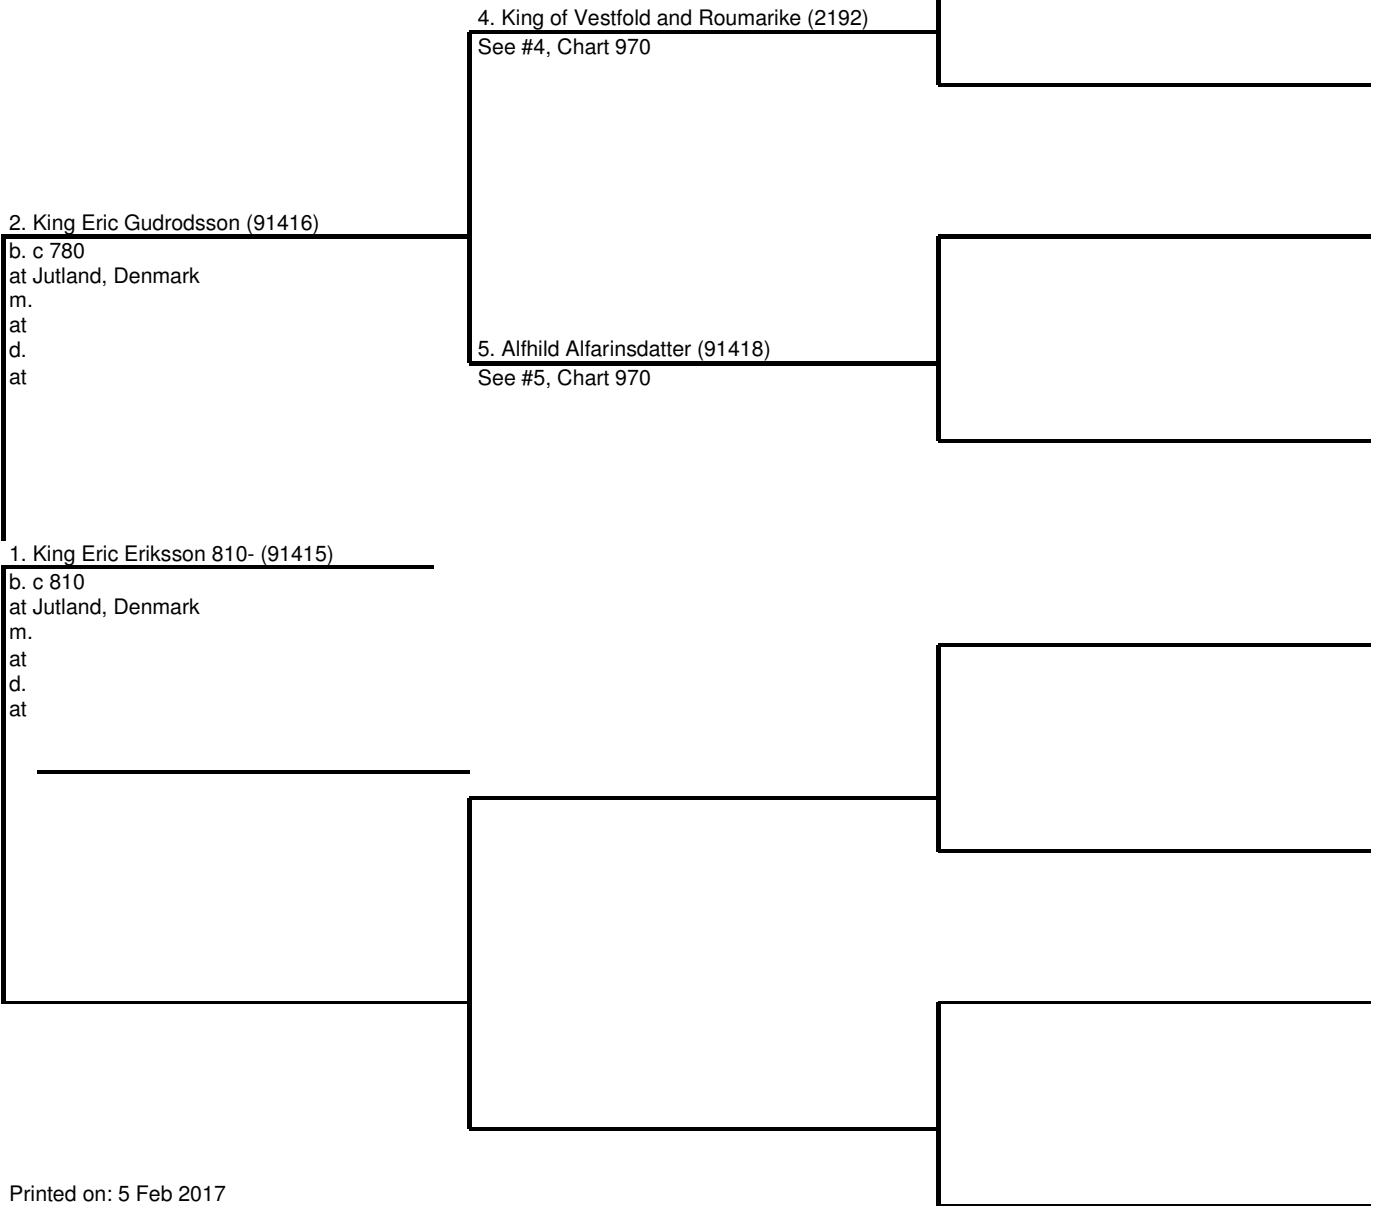 4. King of Vestfold and Roumarike (2192)
See #4, Chart 970
2. King Eric Gudrodsson (91416)
b. c 780
at Jutland, Denmark
m.
at
d.
at
5. Alfhild Alfarinsdatter (91418)
See #5, Chart 970
1. King Eric Eriksson 810- (91415)
b. c 810
at Jutland, Denmark
m.
at
d.
at
Printed on: 5 Feb 2017